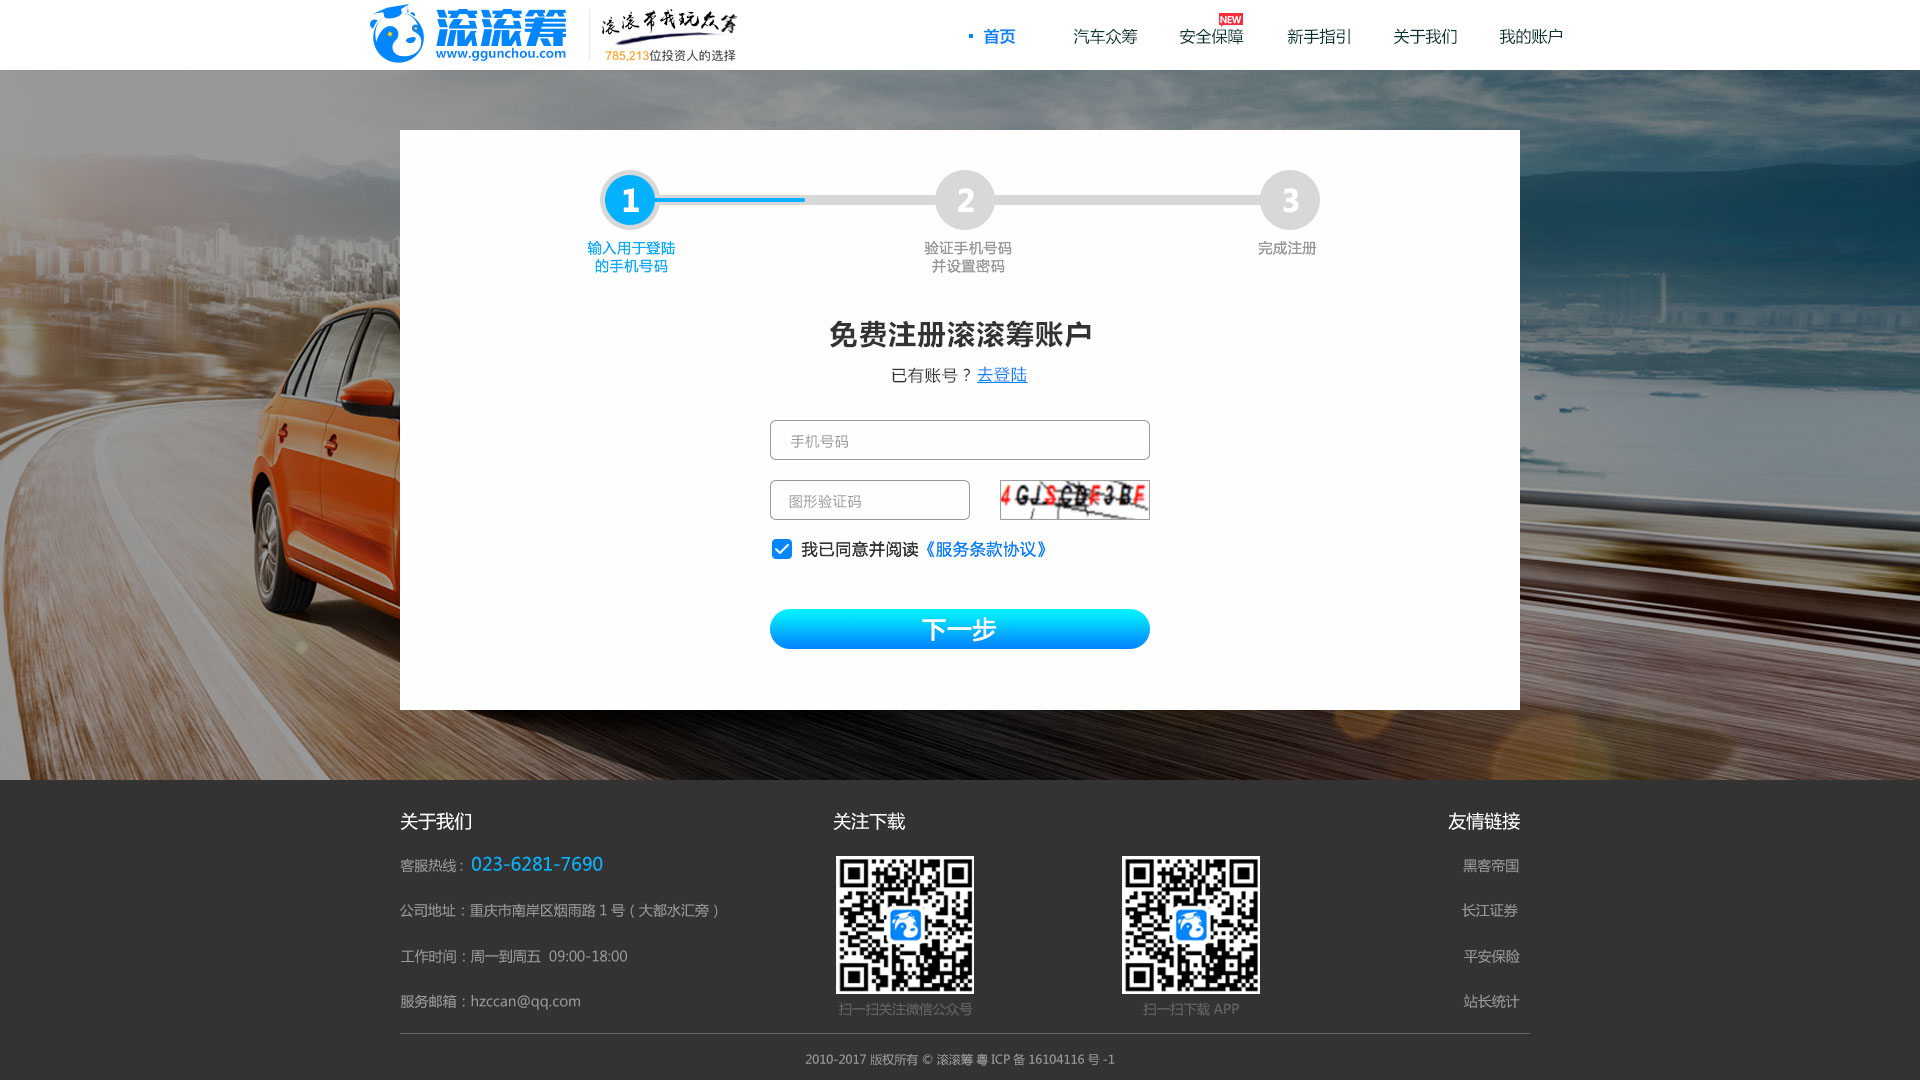 滚滚筹
www.ggunchou.com
滚滚带我玩众筹
785,213位投资人的选择
首页
汽车众筹
安全保障
NEW
新手指引
关于我们
我的账户
1
2
3
输入用于登陆
的手机号码
验证手机号码
并设置密码
完成注册
免费注册滚滚筹账户
已有账号？去登陆
手机号码
图形验证码
4GJSCDF3BF
我已同意并阅读《服务条款协议》
下一步
关于我们
客服热线：023-6281-7690
公司地址：重庆市南岸区烟雨路 1 号（大都水汇旁）
工作时间：周一到周五 09:00-18:00
服务邮箱：hzccan@qq.com
关注下载
扫一扫关注微信公众号
扫一扫下载 APP
友情链接
黑客帝国
长江证券
平安保险
站长统计
2010-2017 版权所有 © 滚滚筹 粤 ICP 备 16104116 号 -1